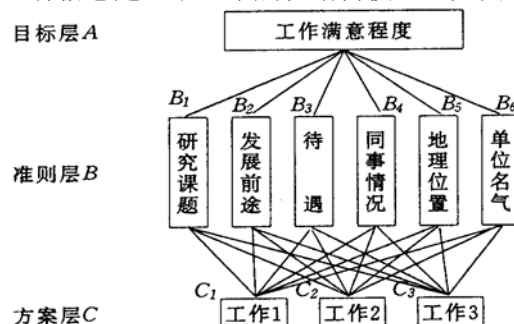 目标层A
工作满意程度
B1 B2 B3 B4 B5 B6
准则层B
研究课题
发展前途
待遇
同事情况
地理位置
单位名气
C1 C2 C3
方案层C
工作1 工作2 工作3